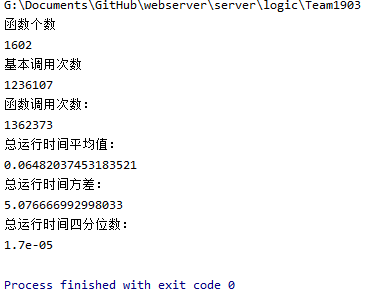 G:\Documents\GitHub\webserver\server\logic\Team1903
函数个数
1602
基本调用次数
1236107
函数调用次数:
1362373
总运行时间平均值:
0.06482037453183521
总运行时间方差:
5.076666992998033
总运行时间四分位数:
1.7e-05
Process finished with exit code 0